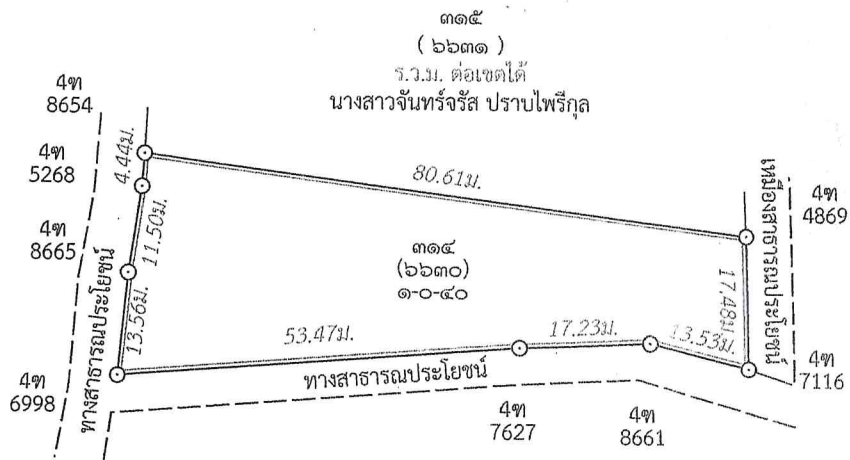 ๓๑๕
( ๖๖๓๑ )
ร.ว.ม. ต่อเขตได้
นางสาวจันทร์จรัส ปราบไพรีกุล
4ฑ
8654
4ฑ
5268
4.44ม.
80.61ม.
เหมืองสาธารณประโยชน์
4ฑ
4869
4ฑ
8665
11.50ม.
๓๑๔
(๖๖๓๐)
๑-๐-๔๐
17.48ม.
ทางสาธารณประโยชน์
13.56ม.
53.47ม.
17.23ม.
13.53ม.
4ฑ
6998
ทางสาธารณประโยชน์
4ฑ
7116
4ฑ
7627
4ฑ
8661